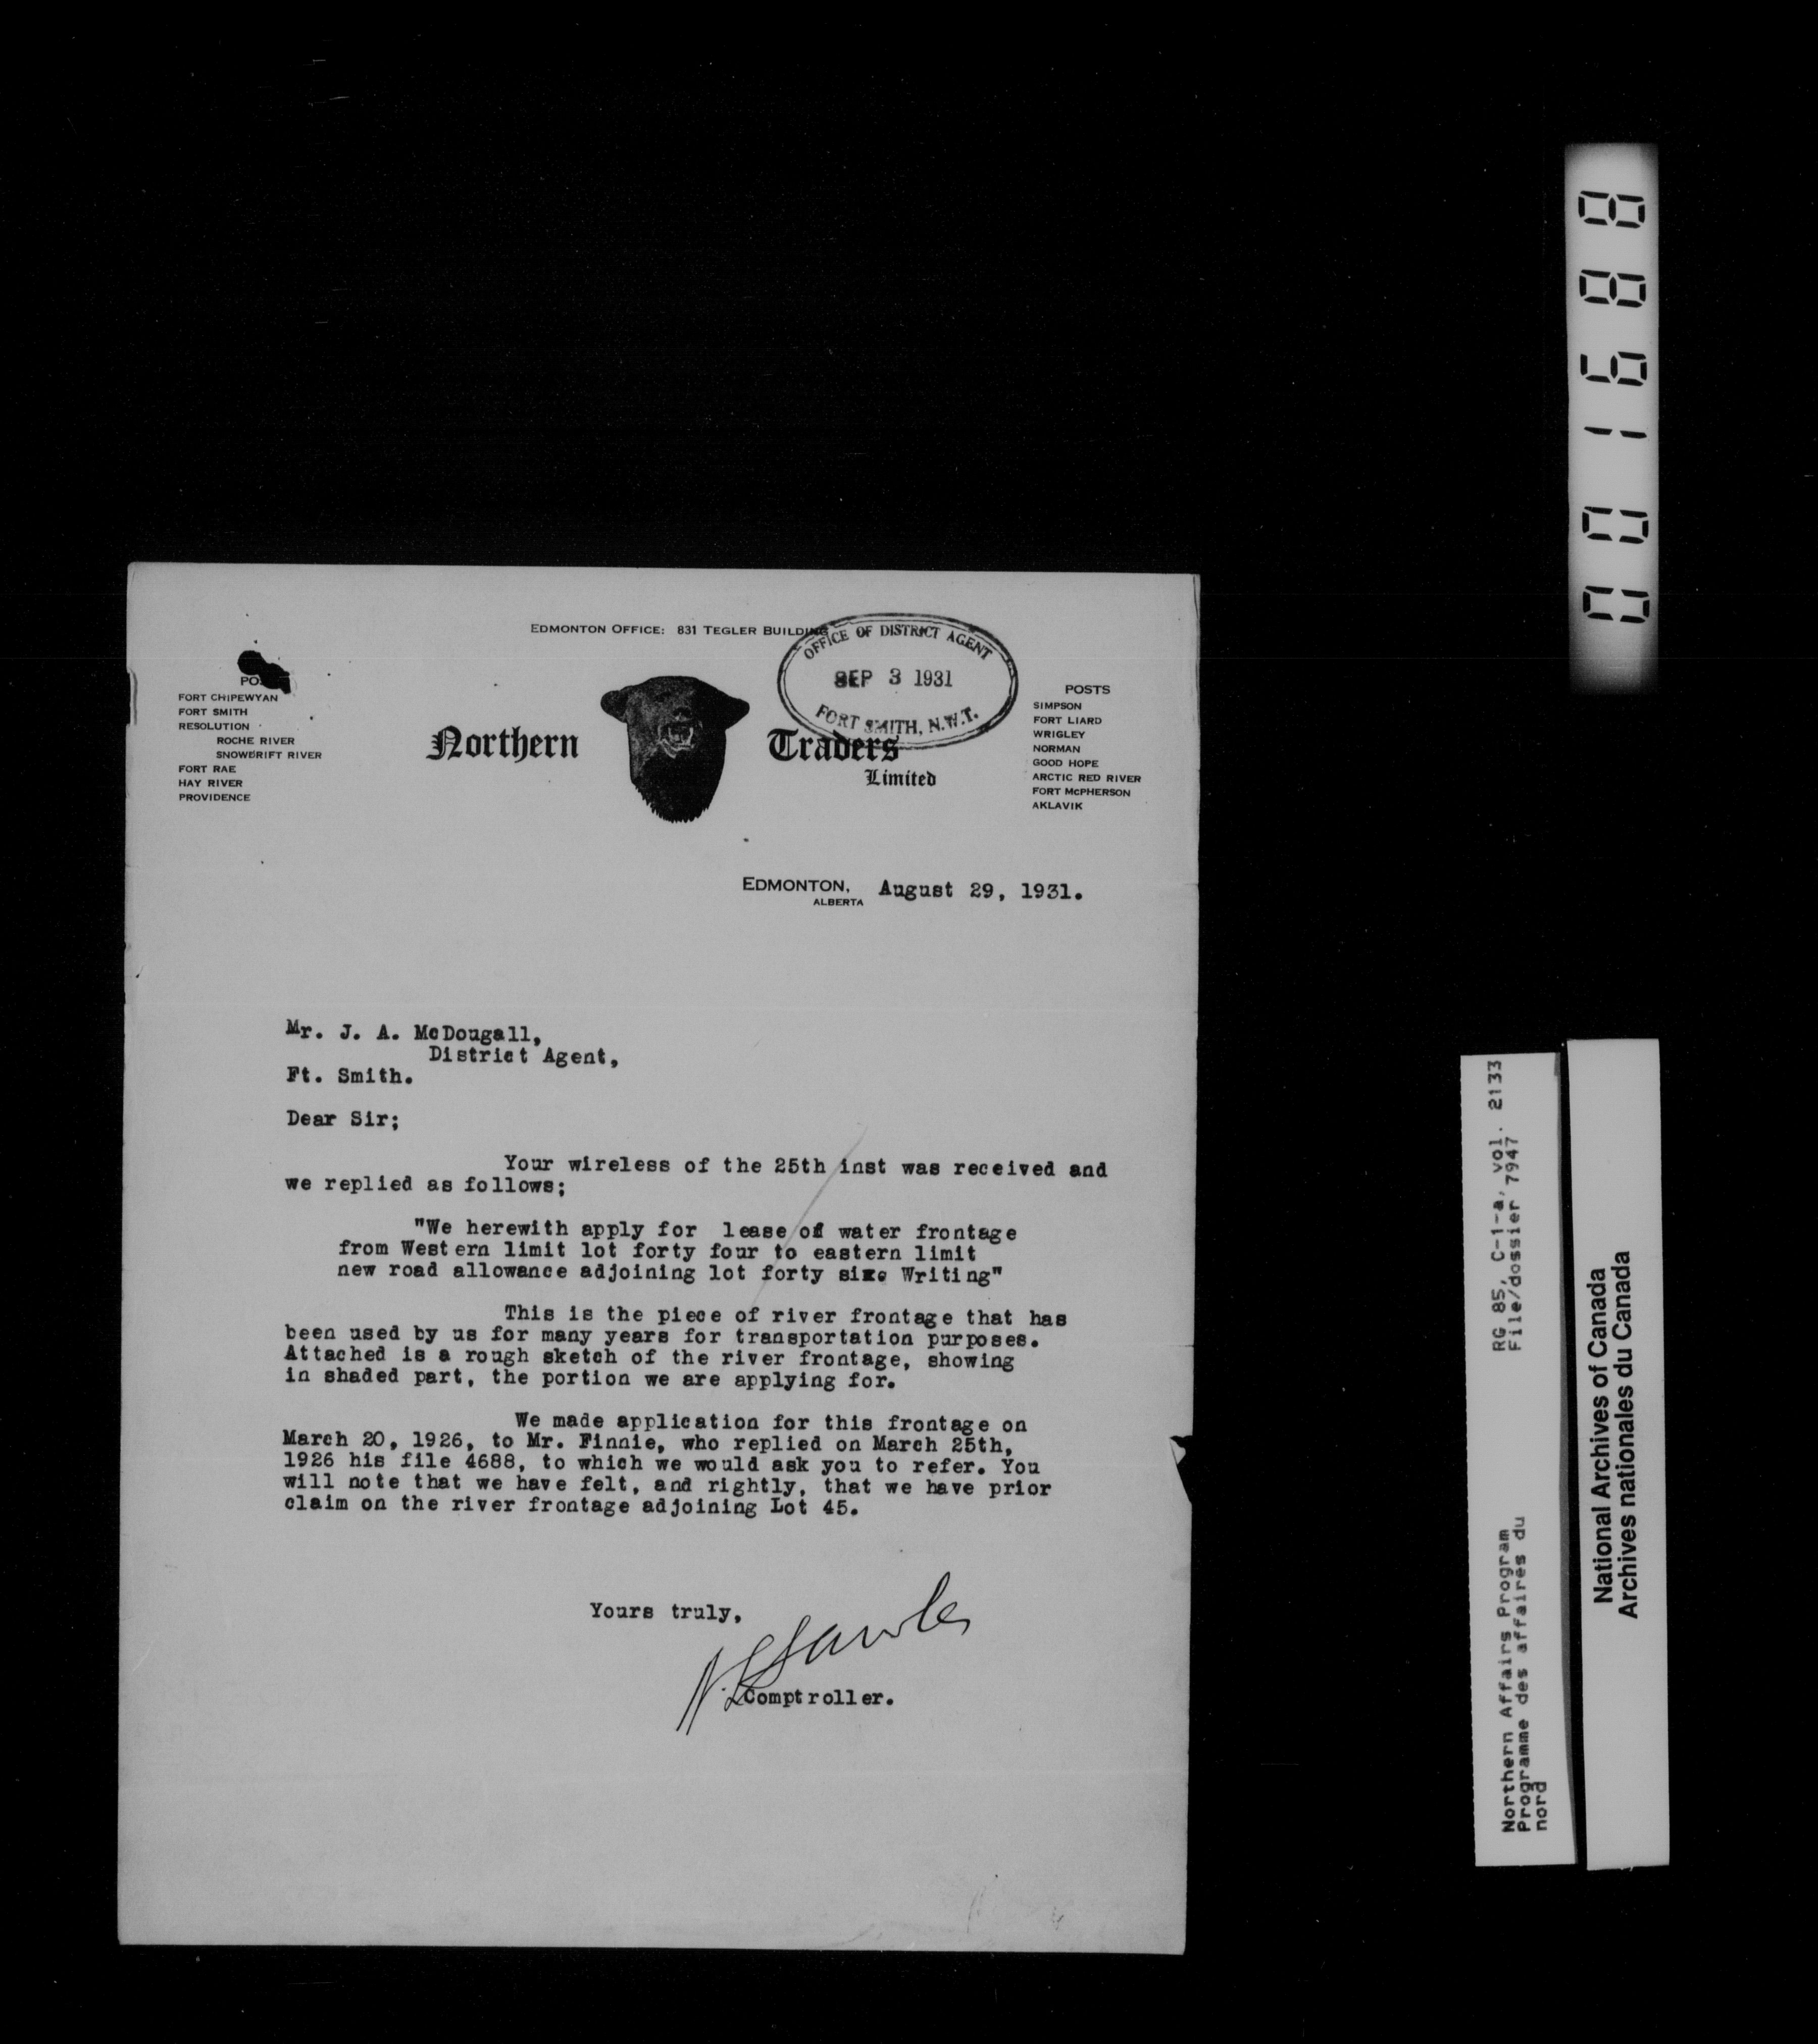 EDMONTON OFFICE: 831 TEGLER BUILDING
OFFICE OF DISTRICT AGENT
SEP 3 1931
FORT SMITH, N.W.T.
FORT CHIPEWYAN
FORT SMITH
RESOLUTION
ROCHE RIVER
SNOWDRIFT RIVER
FORT RAE
HAY RIVER
PROVIDENCE
Northern Traders
Limited
POSTS
SIMPSON
FORT LIARD
WRIGLEY
NORMAN
GOOD HOPE
ARCTIC RED RIVER
FORT McPHERSON
AKLAVIK
EDMONTON, August 29, 1931.
ALBERTA
Mr. J. A. McDougall,
District Agent,
Ft. Smith.
Dear Sir;
Your wireless of the 25th inst was received and
we replied as follows;
"We herewith apply for lease of water frontage
from Western limit lot forty four to eastern limit
new road allowance adjoining lot forty six. Writing"
This is the piece of river frontage that has
been used by us for many years for transportation purposes.
Attached is a rough sketch of the river frontage, showing
in shaded part, the portion we are applying for.
We made application for this frontage on
March 20, 1926, to Mr. Finnie, who replied on March 25th,
1926 his file 4688, to which we would ask you to refer. You
will note that we have felt, and rightly, that we have prior
claim on the river frontage adjoining Lot 45.
Yours truly,
Comptroller.
001688
RG 85, C-1-a, vol. 2133
File/dossier 7947
Northern Affairs Program
Programme des affaires du
nord
National Archives of Canada
Archives nationales du Canada